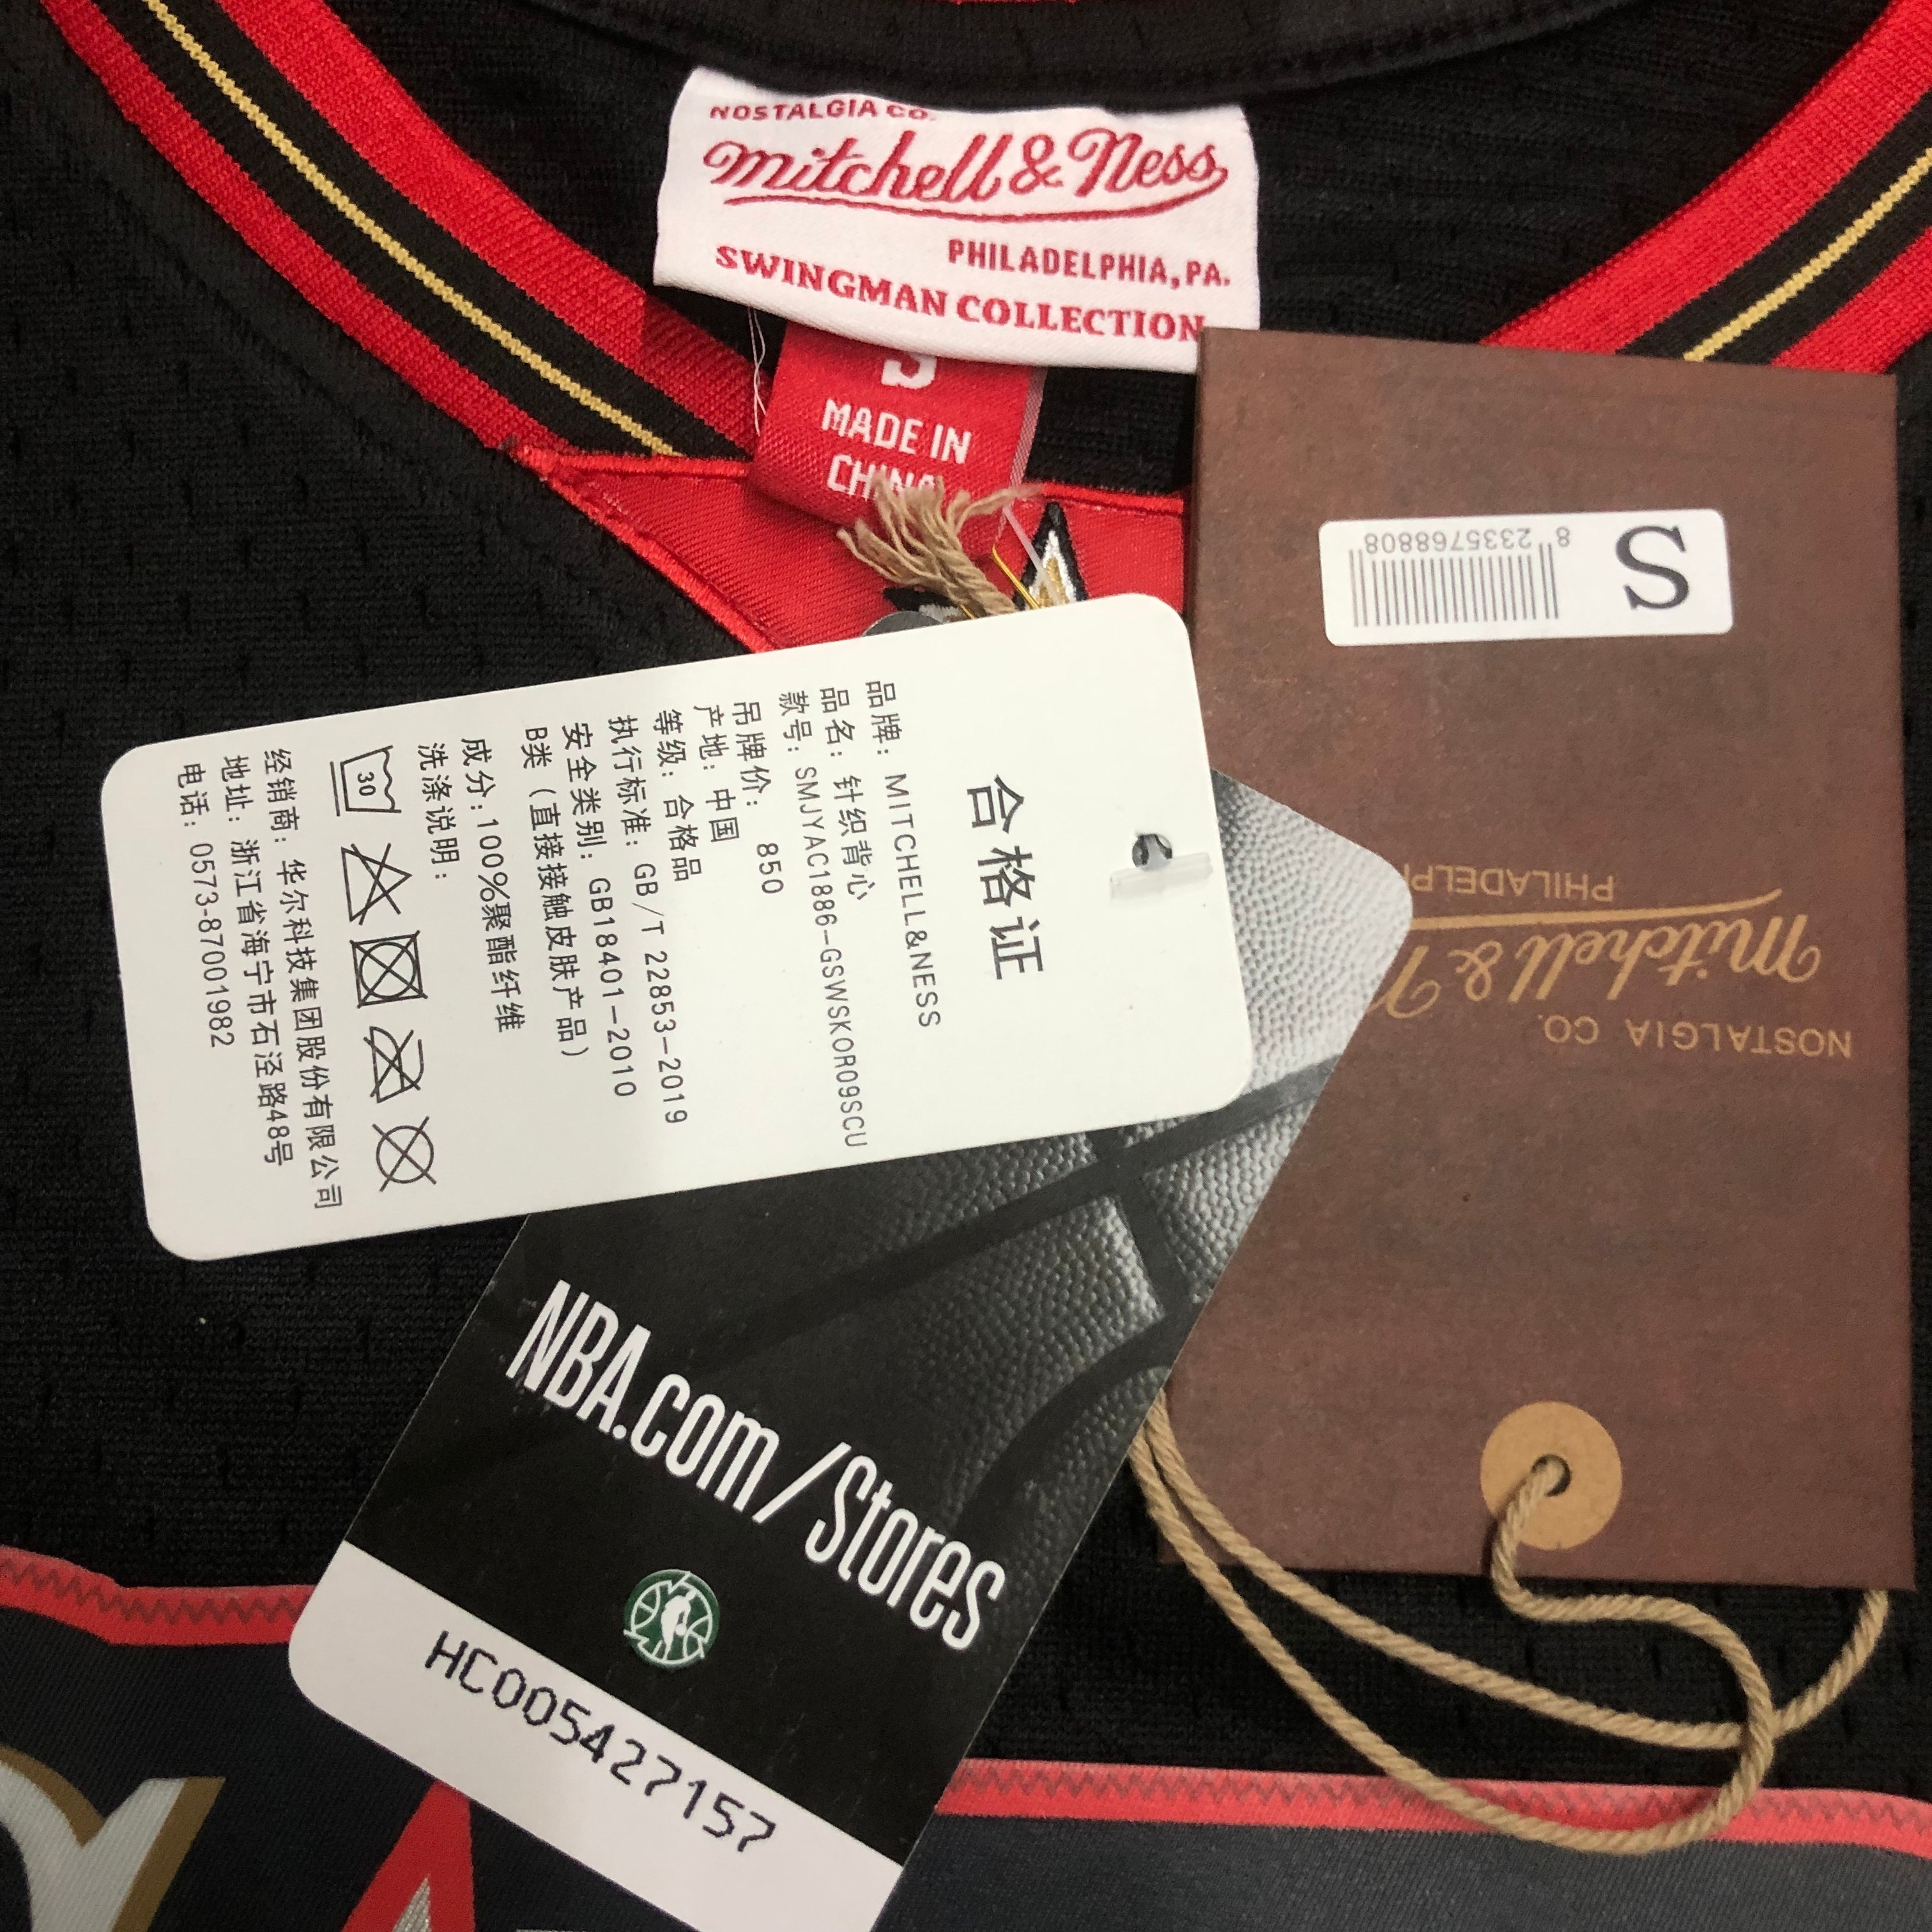 NOSTALGIA CO.
Mitchell & Ness
PHILADELPHIA, PA.
SWINGMAN COLLECTION
S
MADE IN
CHINA
S
8 2335768808
Mitchell &
NOSTALGIA CO.
合格证
品牌: MITCHELL&NESS
品名: 针织背心
款号: SMJYAC1886-GSWSKOR09SCU
吊牌价: 850
产地: 中国
等级: 合格品
执行标准: GB/T 22853-2019
安全类别: GB18401-2010
B类 (直接接触皮肤产品)
成分:100%聚酯纤维
洗涤说明:
30
经销商: 华尔科技集团股份有限公司
地址: 浙江省海宁市石泾路48号
电话: 0573-87001982
NBA.com/Stores
HC005427157